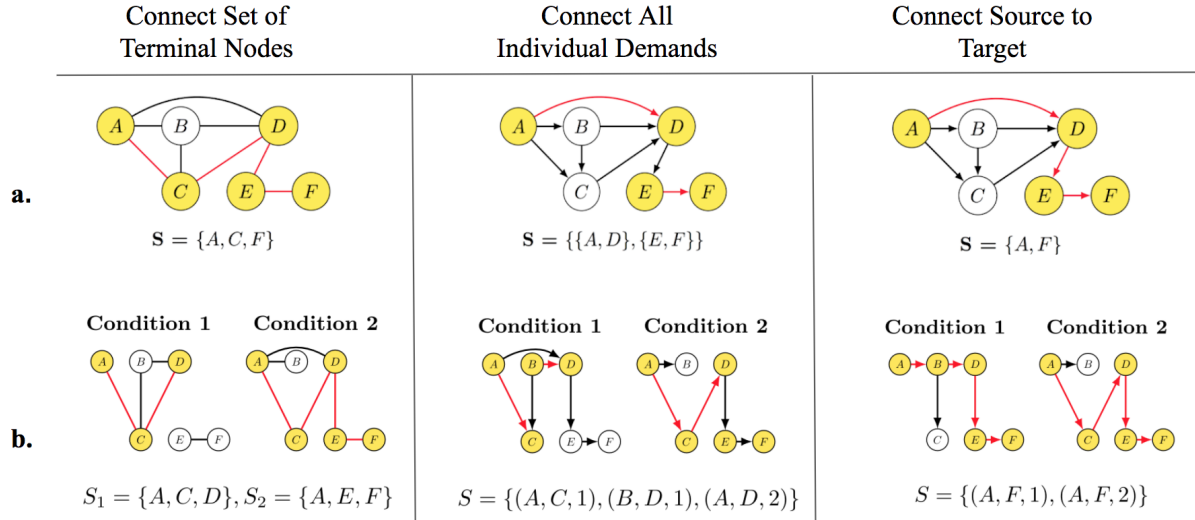 Connect Set of
Terminal Nodes
Connect All
Individual Demands
Connect Source to
Target
a.
A B D
C E F
S = {A, C, F}
A B D
C E F
S = {{A, D}, {E, F}}
A B D
C E F
S = {A, F}
b.
Condition 1
A B D
C E F
Condition 2
A B D
C E F
S₁ = {A, C, D}, S₂ = {A, E, F}
Condition 1
A B D
C E F
Condition 2
A B D
C E F
S = {(A, C, 1), (B, D, 1), (A, D, 2)}
Condition 1
A B D
C E F
Condition 2
A B D
C E F
S = {(A, F, 1), (A, F, 2)}